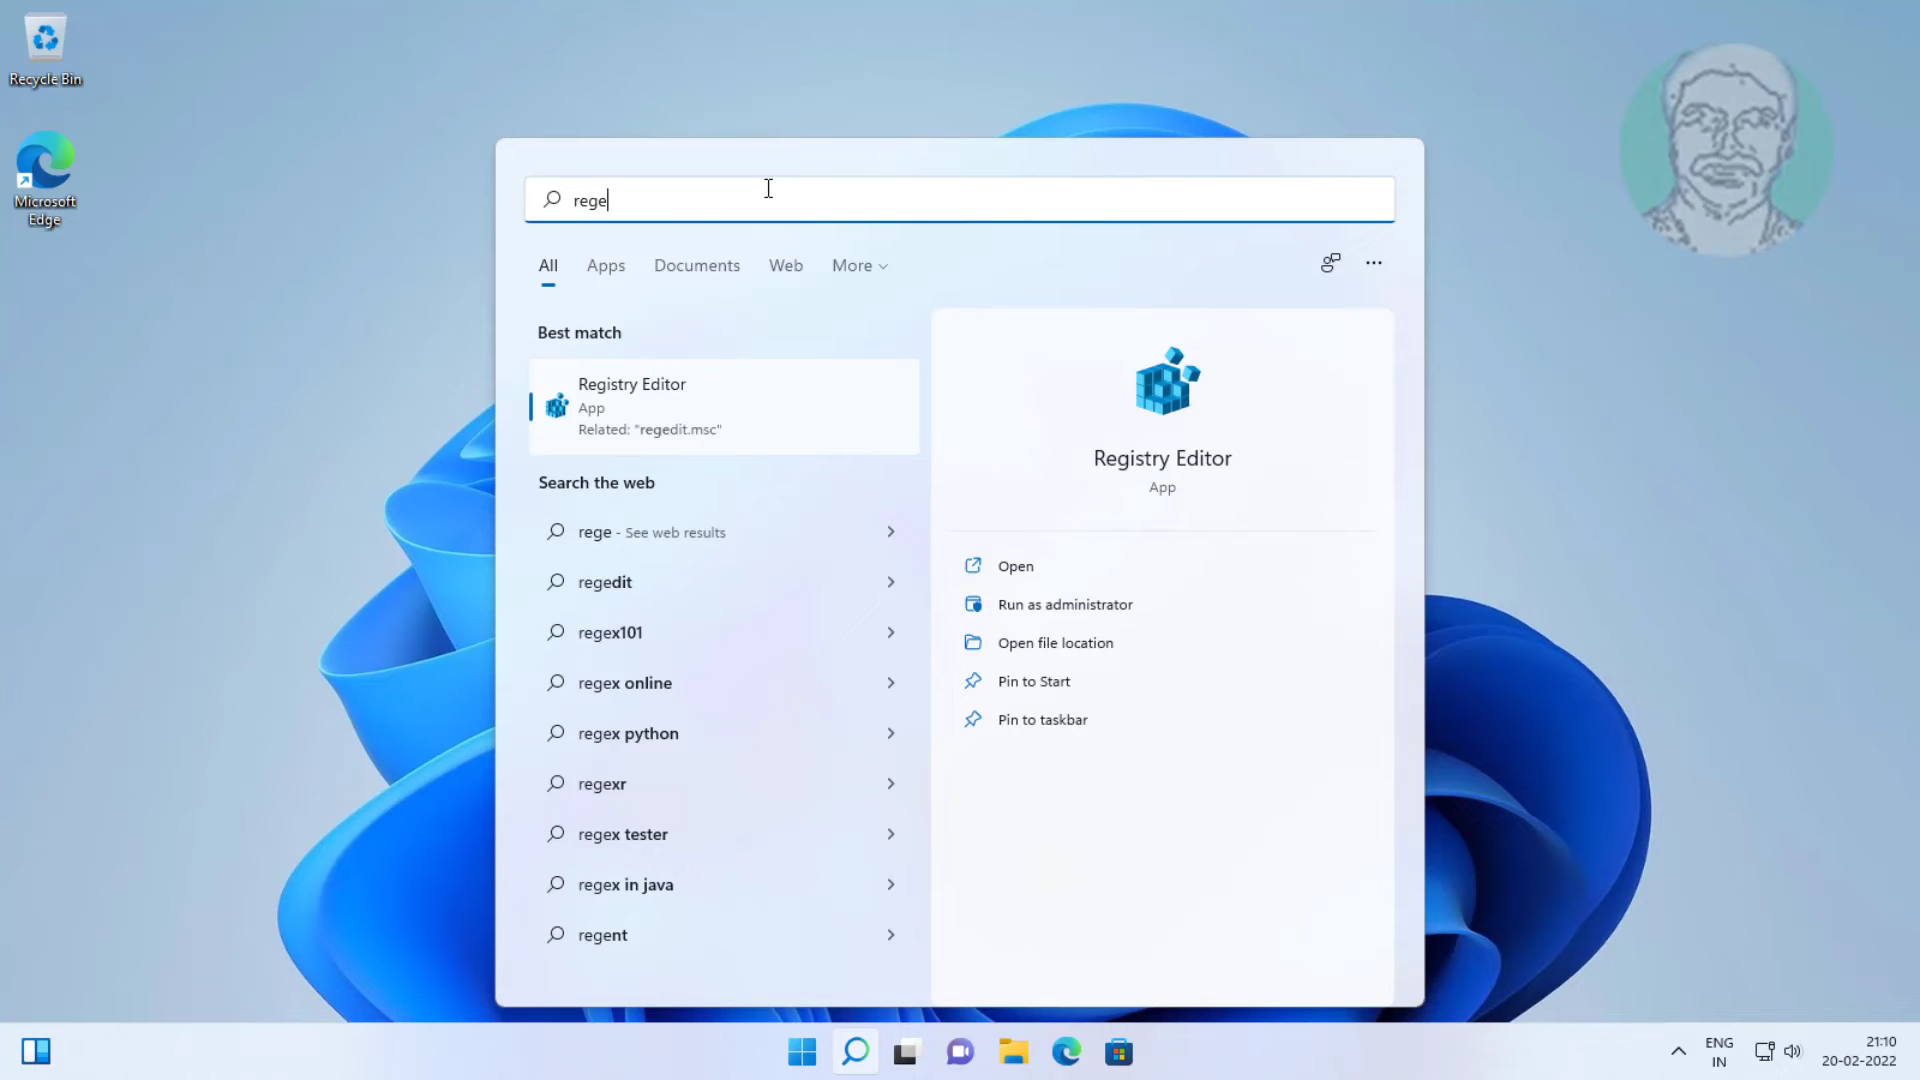 Recycle Bin
Microsoft
Edge
rege
All Apps Documents Web More
Best match
Registry Editor
App
Related: "regedit.msc"
Search the web
rege - See web results
regedit
regex101
regex online
regex python
regexr
regex tester
regex in java
regent
Registry Editor
App
Open
Run as administrator
Open file location
Pin to Start
Pin to taskbar
ENG
IN
21:10
20-02-2022